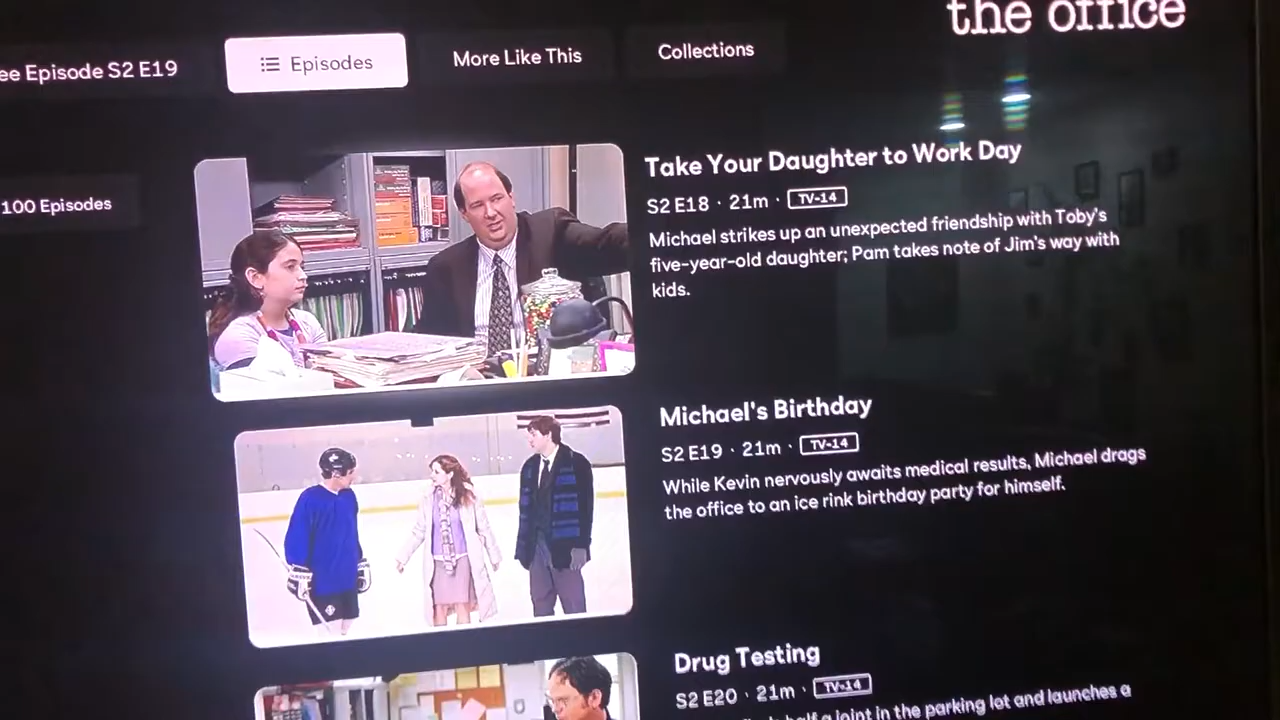 the office
ee Episode S2 E19
Episodes
More Like This
Collections
100 Episodes
Take Your Daughter to Work Day
S2 E18 · 21m · TV-14
Michael strikes up an unexpected friendship with Toby's
five-year-old daughter; Pam takes note of Jim's way with
kids.
Michael's Birthday
S2 E19 · 21m · TV-14
While Kevin nervously awaits medical results, Michael drags
the office to an ice rink birthday party for himself.
Drug Testing
S2 E20 · 21m · TV-14
half a joint in the parking lot and launches a